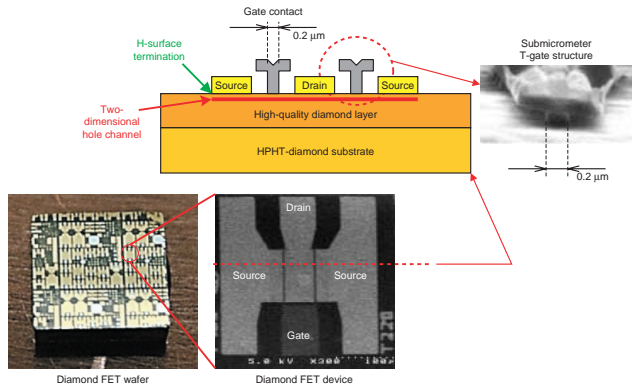 Gate contact
0.2 μm
H-surface
termination
Source
Drain
Source
Two-
dimensional
hole channel
High-quality diamond layer
HPHT-diamond substrate
Submicrometer
T-gate structure
0.2 μm
Drain
Source
Source
Gate
5.0 kV X300 100μ
Diamond FET wafer
Diamond FET device